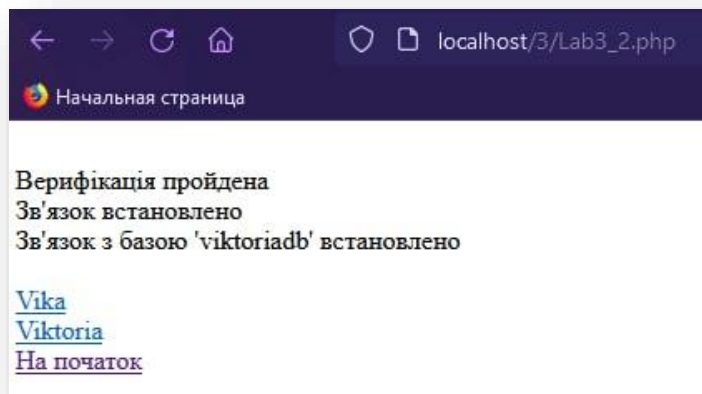 localhost/3/Lab3_2.php
Начальная страница
Верифікація пройдена
Зв'язок встановлено
Зв'язок з базою 'viktoriadb' встановлено
Vika
Viktoria
На початок